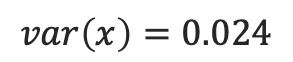 var(x) = 0.024